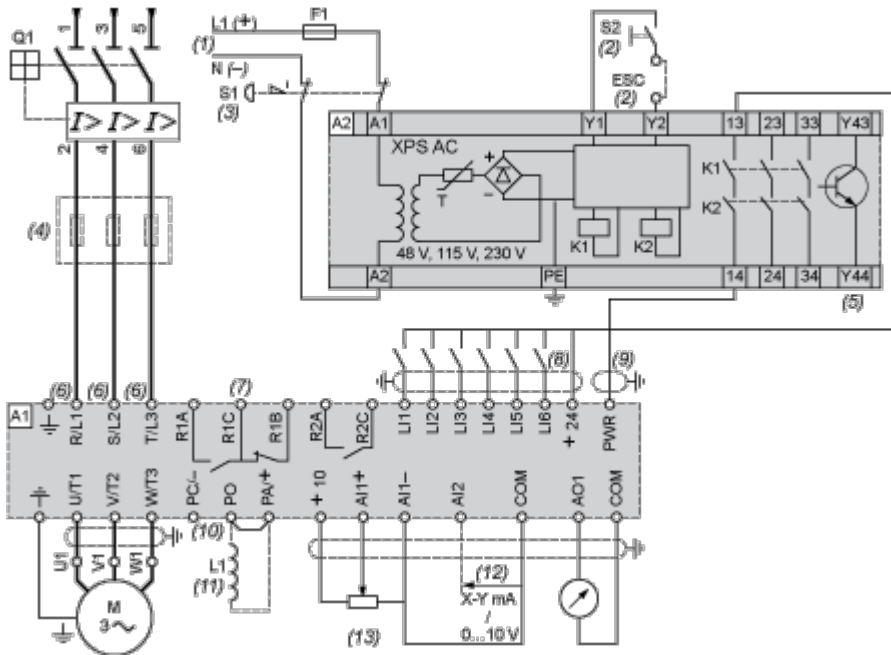 1 3 5
Q1
I> I> I>
2 4 6
(4)
L1 (+)
F1
(1)
N (–)
S1
(3)
S2
(2)
ESC
(2)
A2 A1 Y1 Y2 13 23 33 Y43
XPS AC
+
–
T
K1
K2
K1 K2
48 V, 115 V, 230 V
A2 PE 14 24 34 Y44
(5)
(6) (6) (6) (7) (8) (9)
A1
R/L1 S/L2 T/L3 R1A R1C R1B R2A R2C LI1 LI2 LI3 LI4 LI5 LI6 + 24 PWR
U/T1 V/T2 W/T3 PC/– PO PA/+ + 10 AI1+ AI1– AI2 COM AO1 COM
(10)
U1 V1 W1
L1
(11)
M
3
(12)
X-Y mA
/
0...10 V
(13)